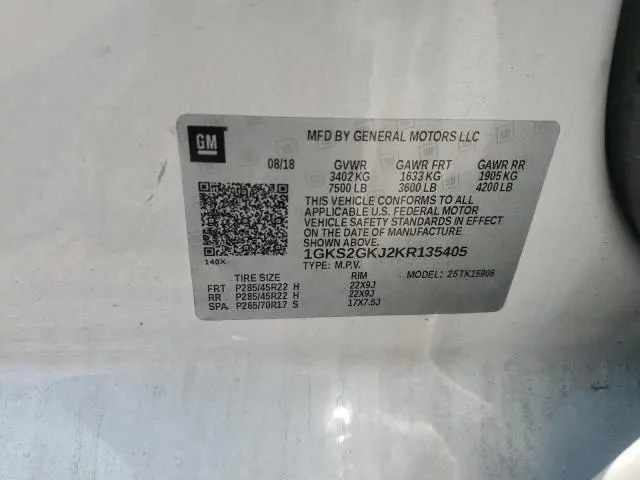 GM
MFD BY GENERAL MOTORS LLC
08/18 GVWR GAWR FRT GAWR RR
3402 KG 1633 KG 1905 KG
7500 LB 3600 LB 4200 LB
THIS VEHICLE CONFORMS TO ALL
APPLICABLE U.S. FEDERAL MOTOR
VEHICLE SAFETY STANDARDS IN EFFECT
ON THE DATE OF MANUFACTURE
SHOWN ABOVE.
1GKS2GKJ2KR135405
140X
TYPE: M.P.V. MODEL: 25TK15906
TIRE SIZE RIM
FRT P285/45R22 H 22X9J
RR P285/45R22 H 22X9J
SPA P265/70R17 S 17X7.5J